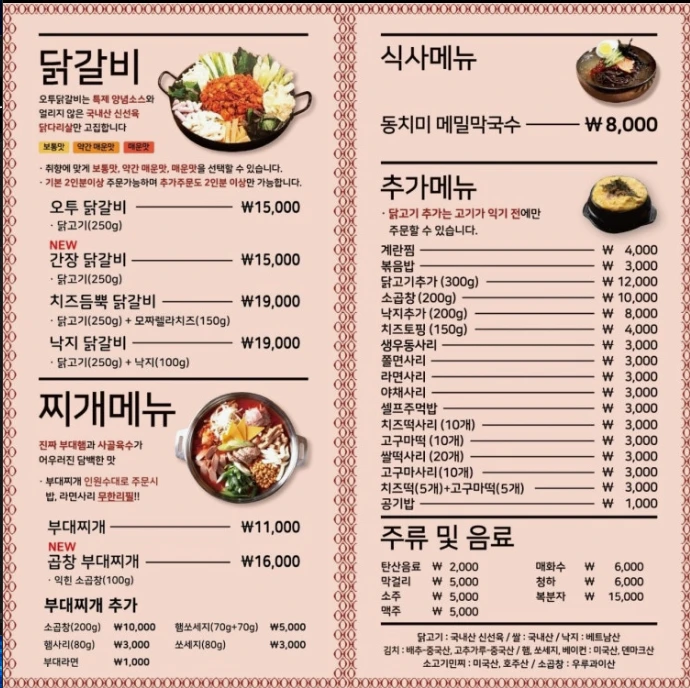 닭갈비
오투닭갈비는 특제 양념소스와
얼리지 않은 국내산 신선육
닭다리살만 고집합니다
보통맛 약간 매운맛 매운맛
· 취향에 맞게 보통맛, 약간 매운맛, 매운맛을 선택할 수 있습니다.
· 기본 2인분이상 주문가능하며 추가주문도 2인분 이상만 가능합니다.
오투 닭갈비 ₩15,000
· 닭고기(250g)
NEW
간장 닭갈비 ₩15,000
· 닭고기(250g)
치즈듬뿍 닭갈비 ₩19,000
· 닭고기(250g) + 모짜렐라치즈(150g)
낙지 닭갈비 ₩19,000
· 닭고기(250g) + 낙지(100g)
찌개메뉴
진짜 부대햄과 사골육수가
어우러진 담백한 맛
· 부대찌개 인원수대로 주문시
밥, 라면사리 무한리필!!
부대찌개 ₩11,000
NEW
곱창 부대찌개 ₩16,000
· 익힌 소곱창(100g)
부대찌개 추가
소곱창(200g) ₩10,000 햄쏘세지(70g+70g) ₩5,000
햄사리(80g) ₩3,000 쏘세지(80g) ₩3,000
부대라면 ₩1,000
식사메뉴
동치미 메밀막국수 ₩8,000
추가메뉴
· 닭고기 추가는 고기가 익기 전에만
주문할 수 있습니다.
계란찜 ₩ 4,000
볶음밥 ₩ 3,000
닭고기추가 (300g) ₩ 12,000
소곱창 (200g) ₩ 10,000
낙지추가 (200g) ₩ 8,000
치즈토핑 (150g) ₩ 4,000
생우동사리 ₩ 3,000
쫄면사리 ₩ 3,000
라면사리 ₩ 3,000
야채사리 ₩ 3,000
셀프주먹밥 ₩ 3,000
치즈떡사리 (10개) ₩ 3,000
고구마떡 (10개) ₩ 3,000
쌀떡사리 (20개) ₩ 3,000
고구마사리(10개) ₩ 3,000
치즈떡(5개)+고구마떡(5개) ₩ 3,000
공기밥 ₩ 1,000
주류 및 음료
탄산음료 ₩ 2,000 매화수 ₩ 6,000
막걸리 ₩ 5,000 청하 ₩ 6,000
소주 ₩ 5,000 복분자 ₩ 15,000
맥주 ₩ 5,000
닭고기 : 국내산 신선육 / 쌀 : 국내산 / 낙지 : 베트남산
김치 : 배추-중국산, 고추가루-중국산 / 햄, 쏘세지, 베이컨 : 미국산, 덴마크산
소고기민찌 : 미국산, 호주산 / 소곱창 : 우루과이산